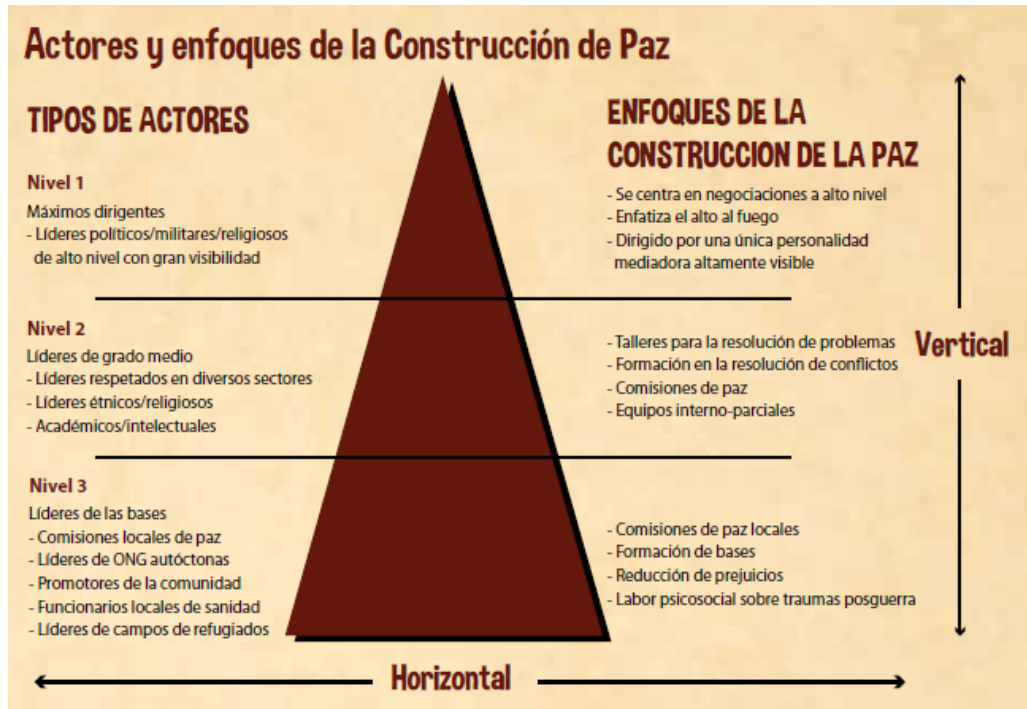 Actores y enfoques de la Construcción de Paz
TIPOS DE ACTORES
Nivel 1
Máximos dirigentes
- Líderes políticos/militares/religiosos
de alto nivel con gran visibilidad
ENFOQUES DE LA
CONSTRUCCION DE LA PAZ
- Se centra en negociaciones a alto nivel
- Enfatiza el alto al fuego
- Dirigido por una única personalidad
mediadora altamente visible
Nivel 2
Líderes de grado medio
- Líderes respetados en diversos sectores
- Líderes étnicos/religiosos
- Académicos/intelectuales
- Talleres para la resolución de problemas
- Formación en la resolución de conflictos
- Comisiones de paz
- Equipos interno-parciales
Vertical
Nivel 3
Líderes de las bases
- Comisiones locales de paz
- Líderes de ONG autóctonas
- Promotores de la comunidad
- Funcionarios locales de sanidad
- Líderes de campos de refugiados
- Comisiones de paz locales
- Formación de bases
- Reducción de prejuicios
- Labor psicosocial sobre traumas posguerra
Horizontal